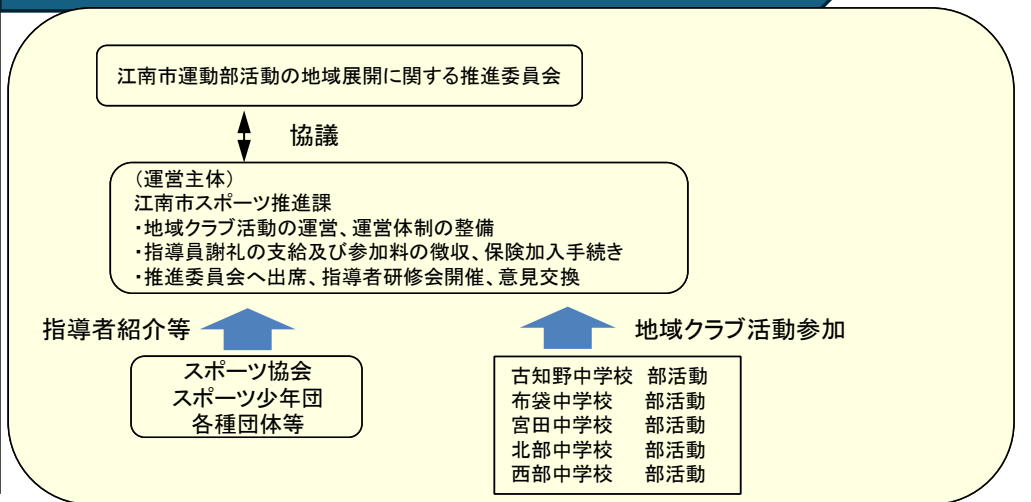 江南市運動部活動の地域展開に関する推進委員会
協議
(運営主体)
江南市スポーツ推進課
・地域クラブ活動の運営、運営体制の整備
・指導員謝礼の支給及び参加料の徴収、保険加入手続き
・推進委員会へ出席、指導者研修会開催、意見交換
指導者紹介等
地域クラブ活動参加
スポーツ協会
スポーツ少年団
各種団体等
古知野中学校 部活動
布袋中学校 部活動
宮田中学校 部活動
北部中学校 部活動
西部中学校 部活動